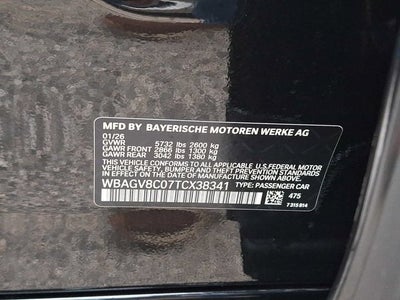 MFD BY BAYERISCHE MOTOREN WERKE AG
01/26
GVWR 5732 lbs 2600 kg
GAWR FRONT 2866 lbs 1300 kg
GAWR REAR 3042 lbs 1380 kg
THIS VEHICLE CONFORMS TO ALL APPLICABLE U.S. FEDERAL MOTOR
VEHICLE SAFETY, BUMPER, AND THEFT PREVENTION
STANDARDS IN EFFECT ON THE DATE OF MANUFACTURE SHOWN ABOVE.
WBAGV8C07TCX38341 TYPE: PASSENGER CAR
475
7315814